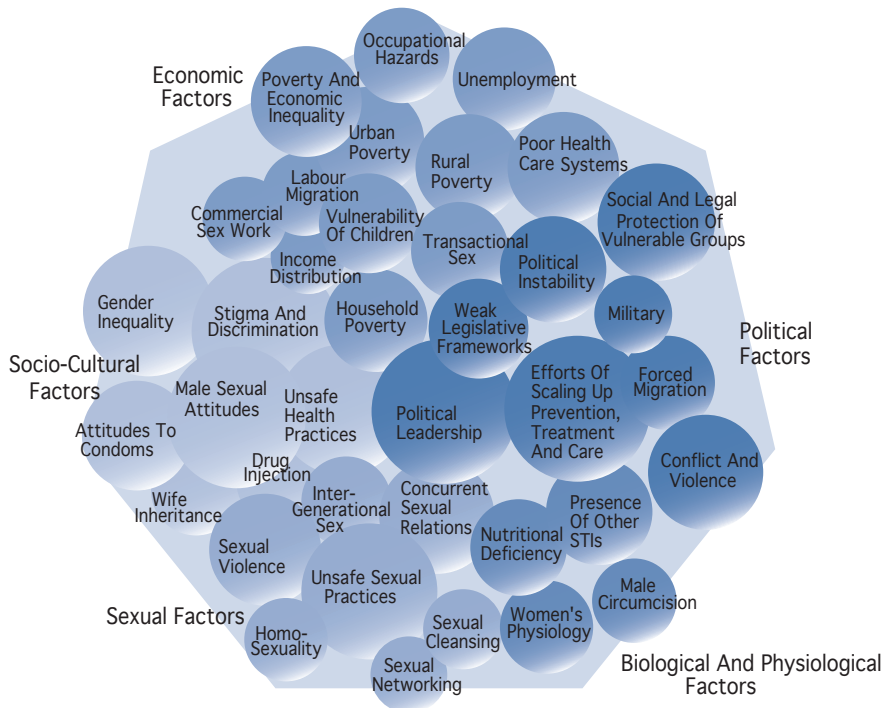 Economic
Factors
Occupational
Hazards
Poverty And
Economic
Inequality
Unemployment
Urban
Poverty
Rural
Poverty
Poor Health
Care Systems
Labour
Migration
Commercial
Sex Work
Vulnerability
Of Children
Social And Legal
Protection Of
Vulnerable Groups
Transactional
Sex
Income
Distribution
Political
Instability
Gender
Inequality
Stigma And
Discrimination
Household
Poverty
Weak
Legislative
Frameworks
Military
Political
Factors
Socio-Cultural
Factors
Male Sexual
Attitudes
Unsafe
Health
Practices
Political
Leadership
Efforts Of
Scaling Up
Prevention,
Treatment
And Care
Forced
Migration
Attitudes To
Condoms
Drug
Injection
Conflict And
Violence
Wife
Inheritance
Inter-
Generational
Sex
Concurrent
Sexual
Relations
Presence
Of Other
STIs
Nutritional
Deficiency
Sexual
Violence
Unsafe Sexual
Practices
Male
Circumcision
Sexual Factors
Homo-
Sexuality
Sexual
Cleansing
Women's
Physiology
Sexual
Networking
Biological And Physiological
Factors